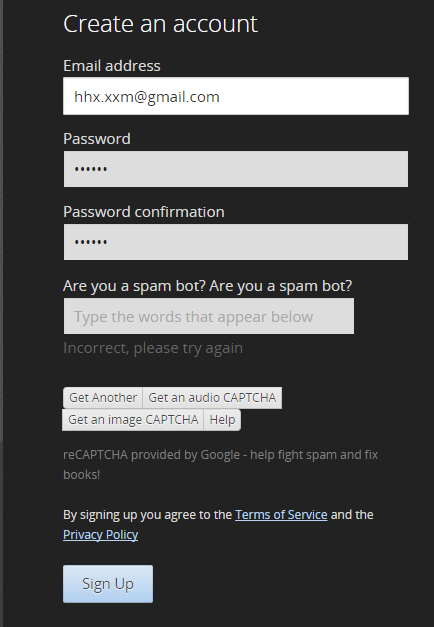 Create an account
Email address
hhx.xxm@gmail.com
Password
••••••
Password confirmation
••••••
Are you a spam bot? Are you a spam bot?
Type the words that appear below
Incorrect, please try again
Get Another Get an audio CAPTCHA
Get an image CAPTCHA Help
reCAPTCHA provided by Google - help fight spam and fix
books!
By signing up you agree to the Terms of Service and the
Privacy Policy
Sign Up